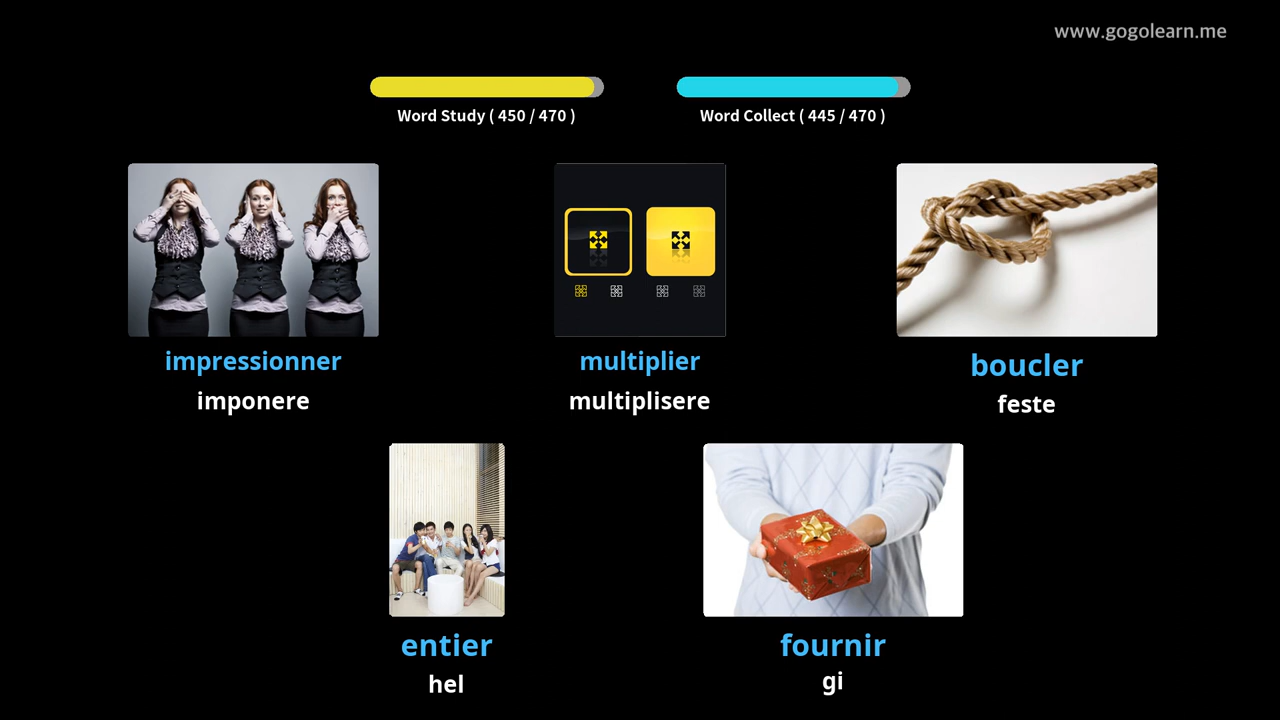 www.gogolearn.me
Word Study ( 450 / 470 )
Word Collect ( 445 / 470 )
impressionner
imponere
multiplier
multiplisere
boucler
feste
entier
hel
fournir
gi